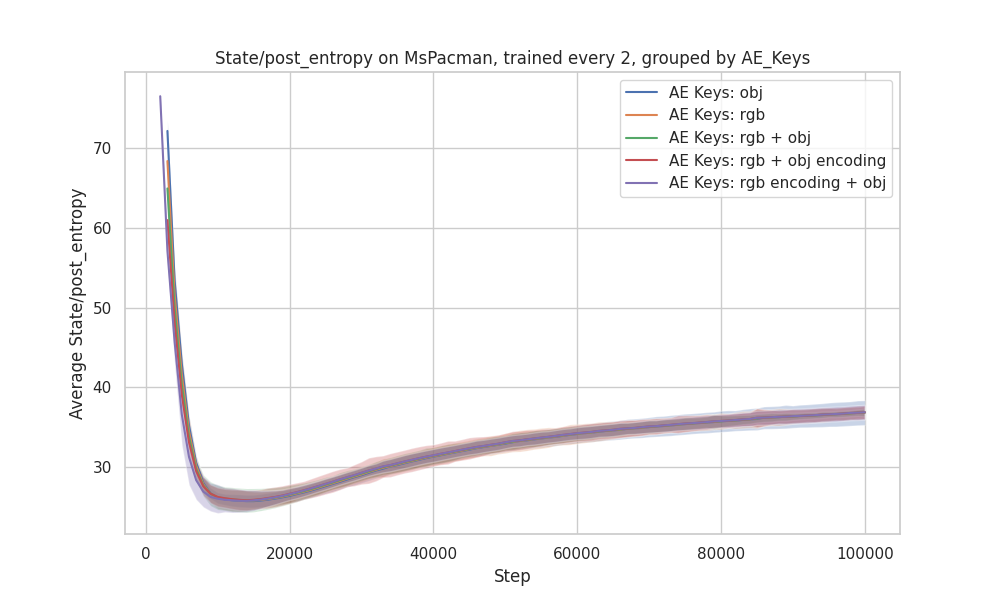 State/post_entropy on MsPacman, trained every 2, grouped by AE_Keys
AE Keys: obj
AE Keys: rgb
AE Keys: rgb + obj
AE Keys: rgb + obj encoding
AE Keys: rgb encoding + obj
Average State/post_entropy
70
60
50
40
30
0
20000
40000
60000
80000
100000
Step